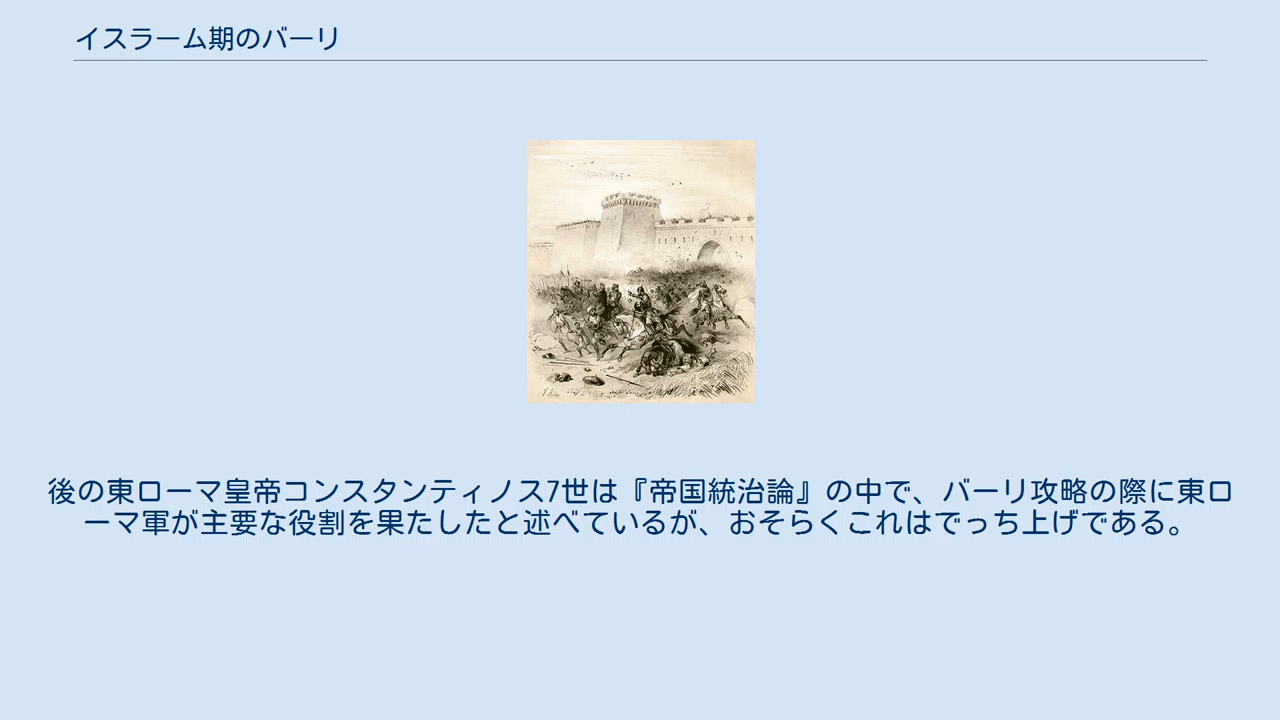 イスラーム期のバーリ
後の東ローマ皇帝コンスタンティノス7世は『帝国統治論』の中で、バーリ攻略の際に東ロ
ーマ軍が主要な役割を果たしたと述べているが、おそらくこれはでっち上げである。